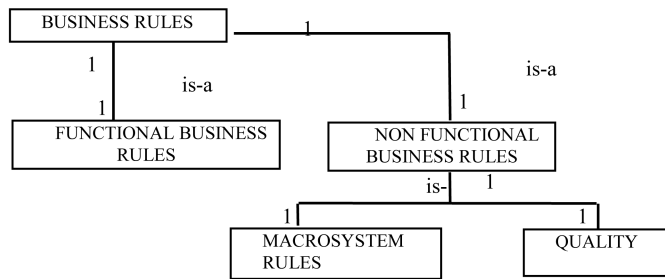 BUSINESS RULES
1
1
is-a
is-a
1
1
FUNCTIONAL BUSINESS
RULES
NON FUNCTIONAL
BUSINESS RULES
is-
1
1
1
MACROSYSTEM
RULES
QUALITY